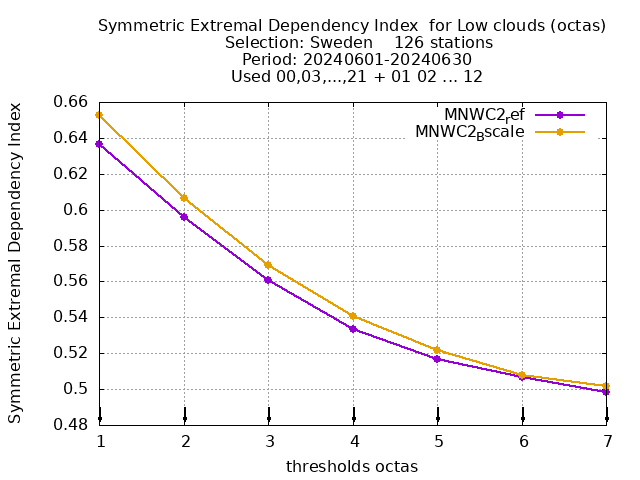 Symmetric Extremal Dependency Index  for Low clouds (octas)
Selection: Sweden    126 stations
Period: 20240601-20240630
Used 00,03,...,21 + 01 02 ... 12
Symmetric Extremal Dependency Index
0.66
0.64
0.62
0.6
0.58
0.56
0.54
0.52
0.5
0.48
MNWC2ref
MNWC2Bscale
1 2 3 4 5 6 7
thresholds octas